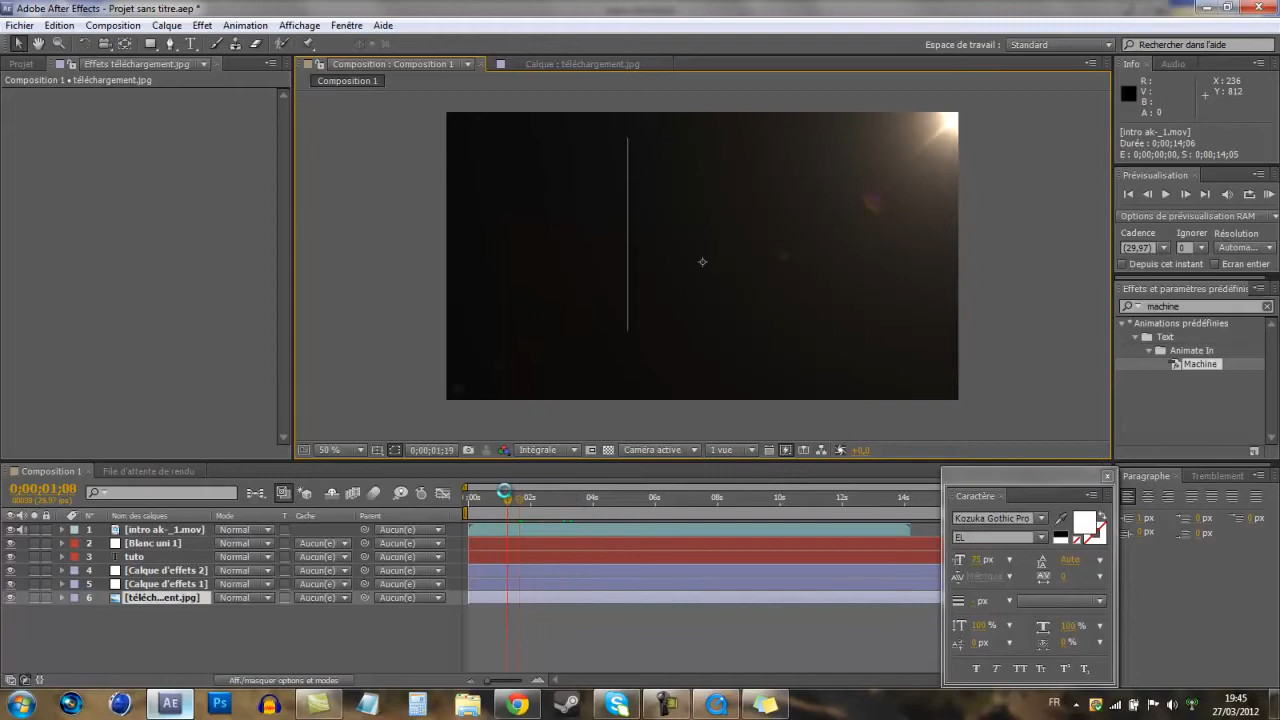 Adobe After Effects - Projet sans titre.aep *
Fichier Edition Composition Calque Effet Animation Affichage Fenêtre Aide
Espace de travail : Standard Rechercher dans l'aide
Projet Effets téléchargement.jpg Composition : Composition 1 Calque : téléchargement.jpg Info Audio
Composition 1 • téléchargement.jpg Composition 1
R : X : 236
V : Y : 812
B :
A : 0
[intro ak-_1.mov]
Durée : 0;00;14;06
E : 0;00;00;00, S : 0;00;14;05
Prévisualisation
Options de prévisualisation RAM
Cadence Ignorer Résolution
(29,97) 0 Automa...
Depuis cet instant Ecran entier
Effets et paramètres prédéfinis
machine
* Animations prédéfinies
Text
Animate In
Machine
50 % 0;00;01;19 Intégrale Caméra active 1 vue +0,0
Composition 1 File d'attente de rendu
0;00;01;08
00038 (29.97 ips)
N° Nom des calques Mode T Cache Parent
02s 04s 06s 08s 10s 12s 14s
1 [intro ak-_1.mov] Normal Aucun(e)
2 [Blanc uni 1] Normal Aucun(e) Aucun(e)
3 T tuto Normal Aucun(e) Aucun(e)
4 [Calque d'effets 2] Normal Aucun(e) Aucun(e)
5 [Calque d'effets 1] Normal Aucun(e) Aucun(e)
6 [téléch...ent.jpg] Normal Aucun(e) Aucun(e)
Aff./masquer options et modes
Caractère
Kozuka Gothic Pro
EL
75 px Auto
Métrique 0
- px
100 % 100 %
0 px 0 %
T T TT Tt T¹ T₁
Paragraphe Tremblement
1 px 0 px 0 px
0 px 0 px
FR 19:45
27/03/2012